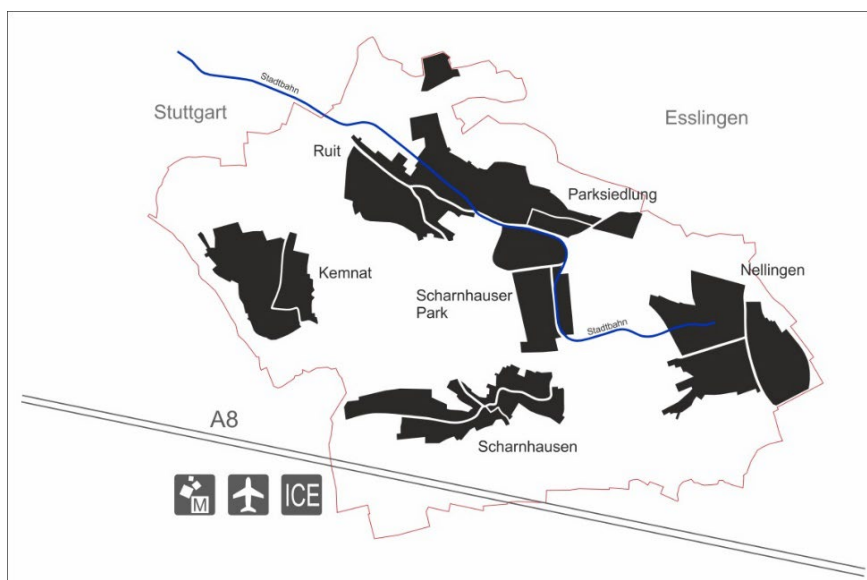 Stadtbahn
Stuttgart
Esslingen
Ruit
Parksiedlung
Kemnat
Nellingen
Scharnhauser
Park
Stadtbahn
A8
Scharnhausen
M
ICE